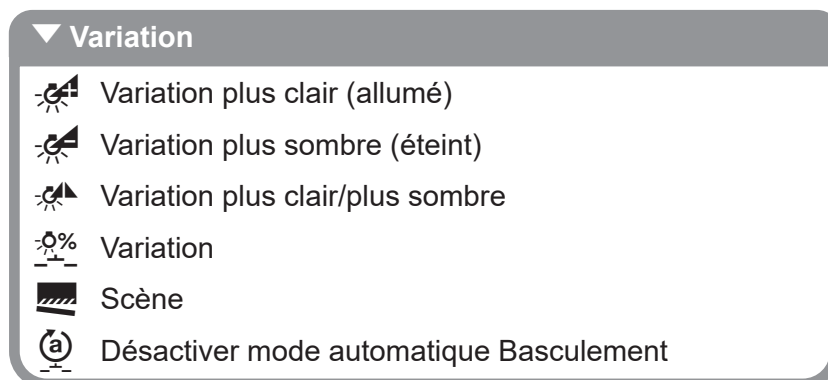 Variation
Variation plus clair (allumé)
Variation plus sombre (éteint)
Variation plus clair/plus sombre
% Variation
Scène
a Désactiver mode automatique Basculement